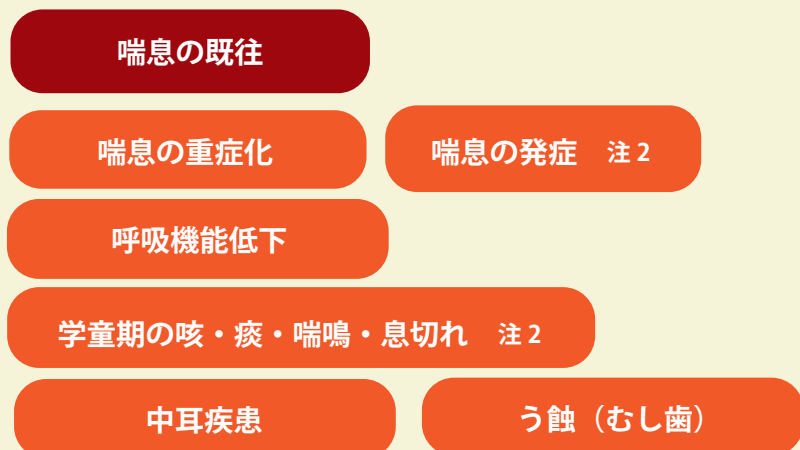 喘息の既往
喘息の重症化
喘息の発症 注2
呼吸機能低下
学童期の咳・痰・喘鳴・息切れ 注2
中耳疾患
う蝕（むし歯）